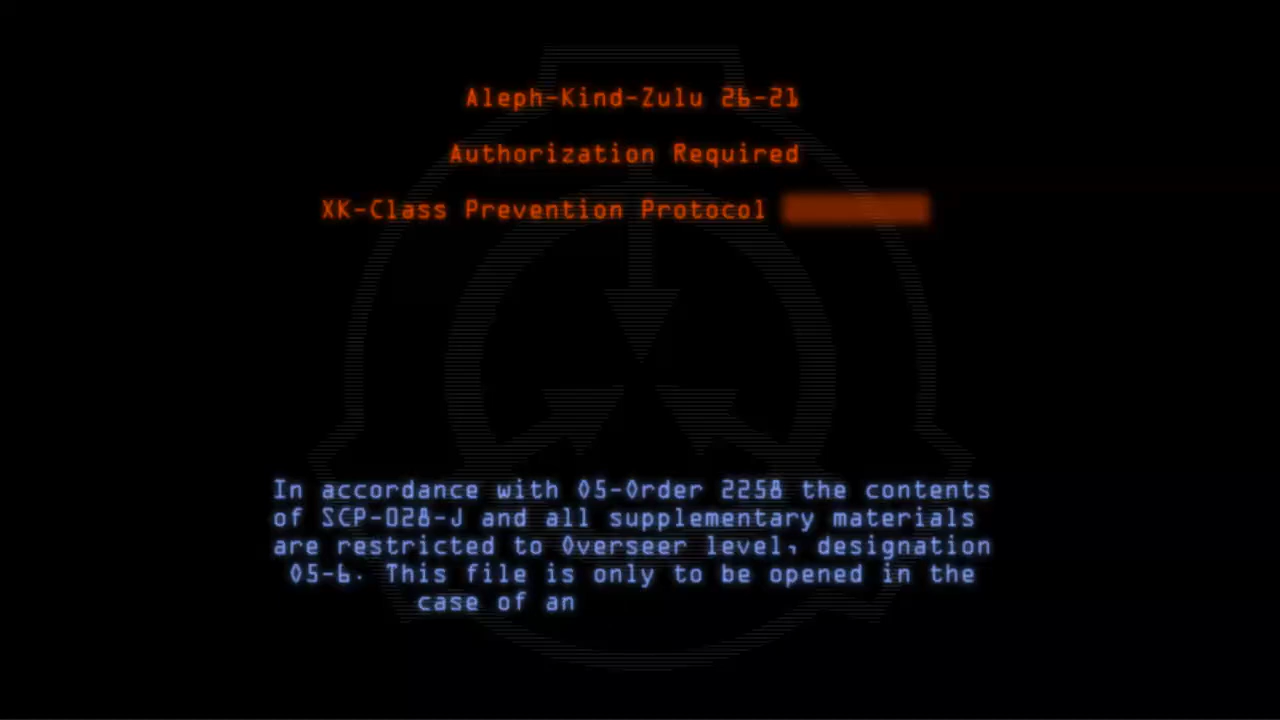 Aleph-Kind-Zulu 26-21
Authorization Required
XK-Class Prevention Protocol
In accordance with O5-Order 2258 the contents
of SCP-028-J and all supplementary materials
are restricted to Overseer level, designation
O5-6. This file is only to be opened in the
case of an